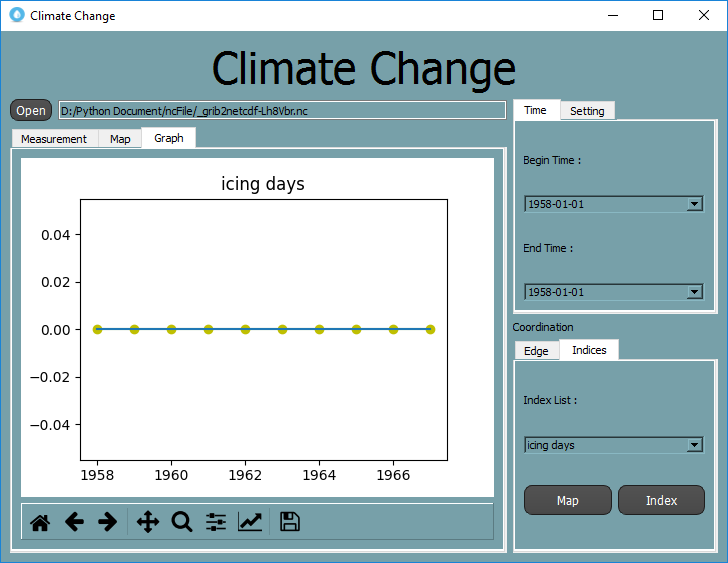 Climate Change
Climate Change
Open
D:/Python Document/ncFile/_grib2netcdf-Lh8Vbr.nc
Measurement Map Graph
icing days
0.04
0.02
0.00
−0.02
−0.04
1958 1960 1962 1964 1966
Time Setting
Begin Time :
1958-01-01
End Time :
1958-01-01
Coordination
Edge Indices
Index List :
icing days
Map Index